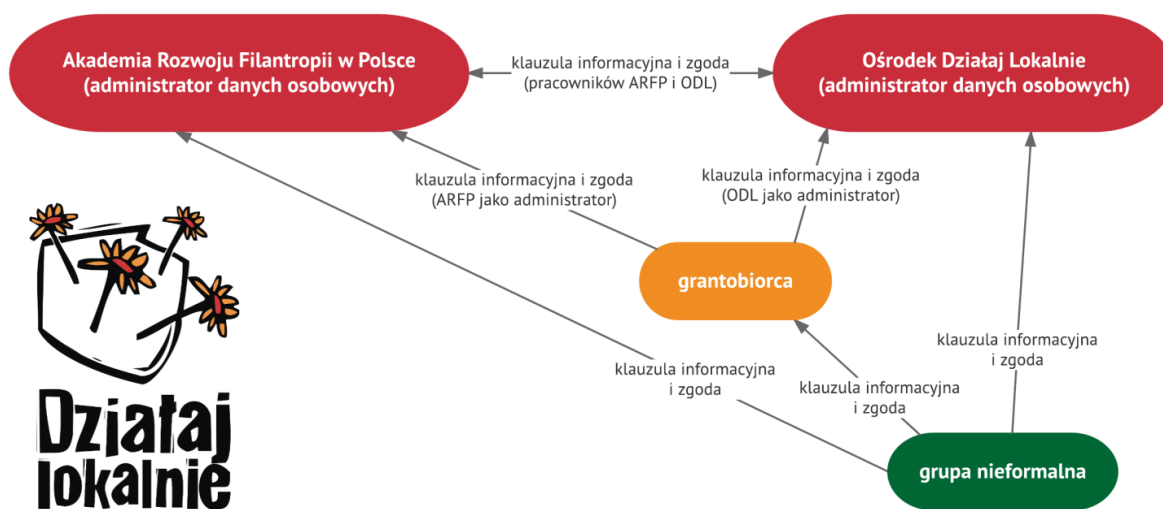 Akademia Rozwoju Filantropii w Polsce
(administrator danych osobowych)
klauzula informacyjna i zgoda
(pracowników ARFP i ODL)
Ośrodek Działaj Lokalnie
(administrator danych osobowych)
klauzula informacyjna i zgoda
(ARFP jako administrator)
klauzula informacyjna i zgoda
(ODL jako administrator)
grantobiorca
klauzula informacyjna
i zgoda
klauzula informacyjna
i zgoda
klauzula informacyjna
i zgoda
grupa nieformalna
Działaj
lokalnie